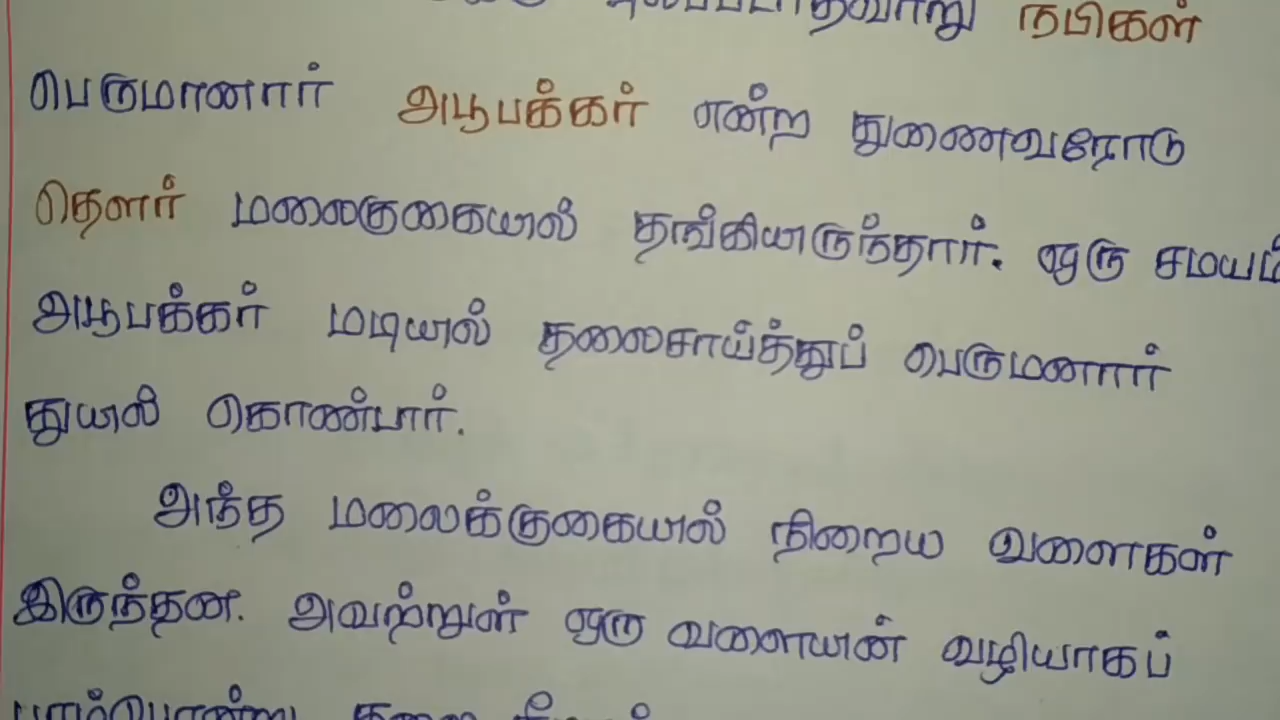 நபிகள்
பெருமானார் அபூபக்கர் என்ற துணைவரோடு
தௌர் மலைகுகையில் தங்கியிருந்தார். ஒரு சமயம்
அபூபக்கர் மடியில் தலைசாய்த்துப் பெருமனார்
துயில் கொண்டார்.
அந்த மலைக்குகையில் நிறைய வளைகள்
இருந்தன. அவற்றுள் ஒரு வளையின் வழியாகப்